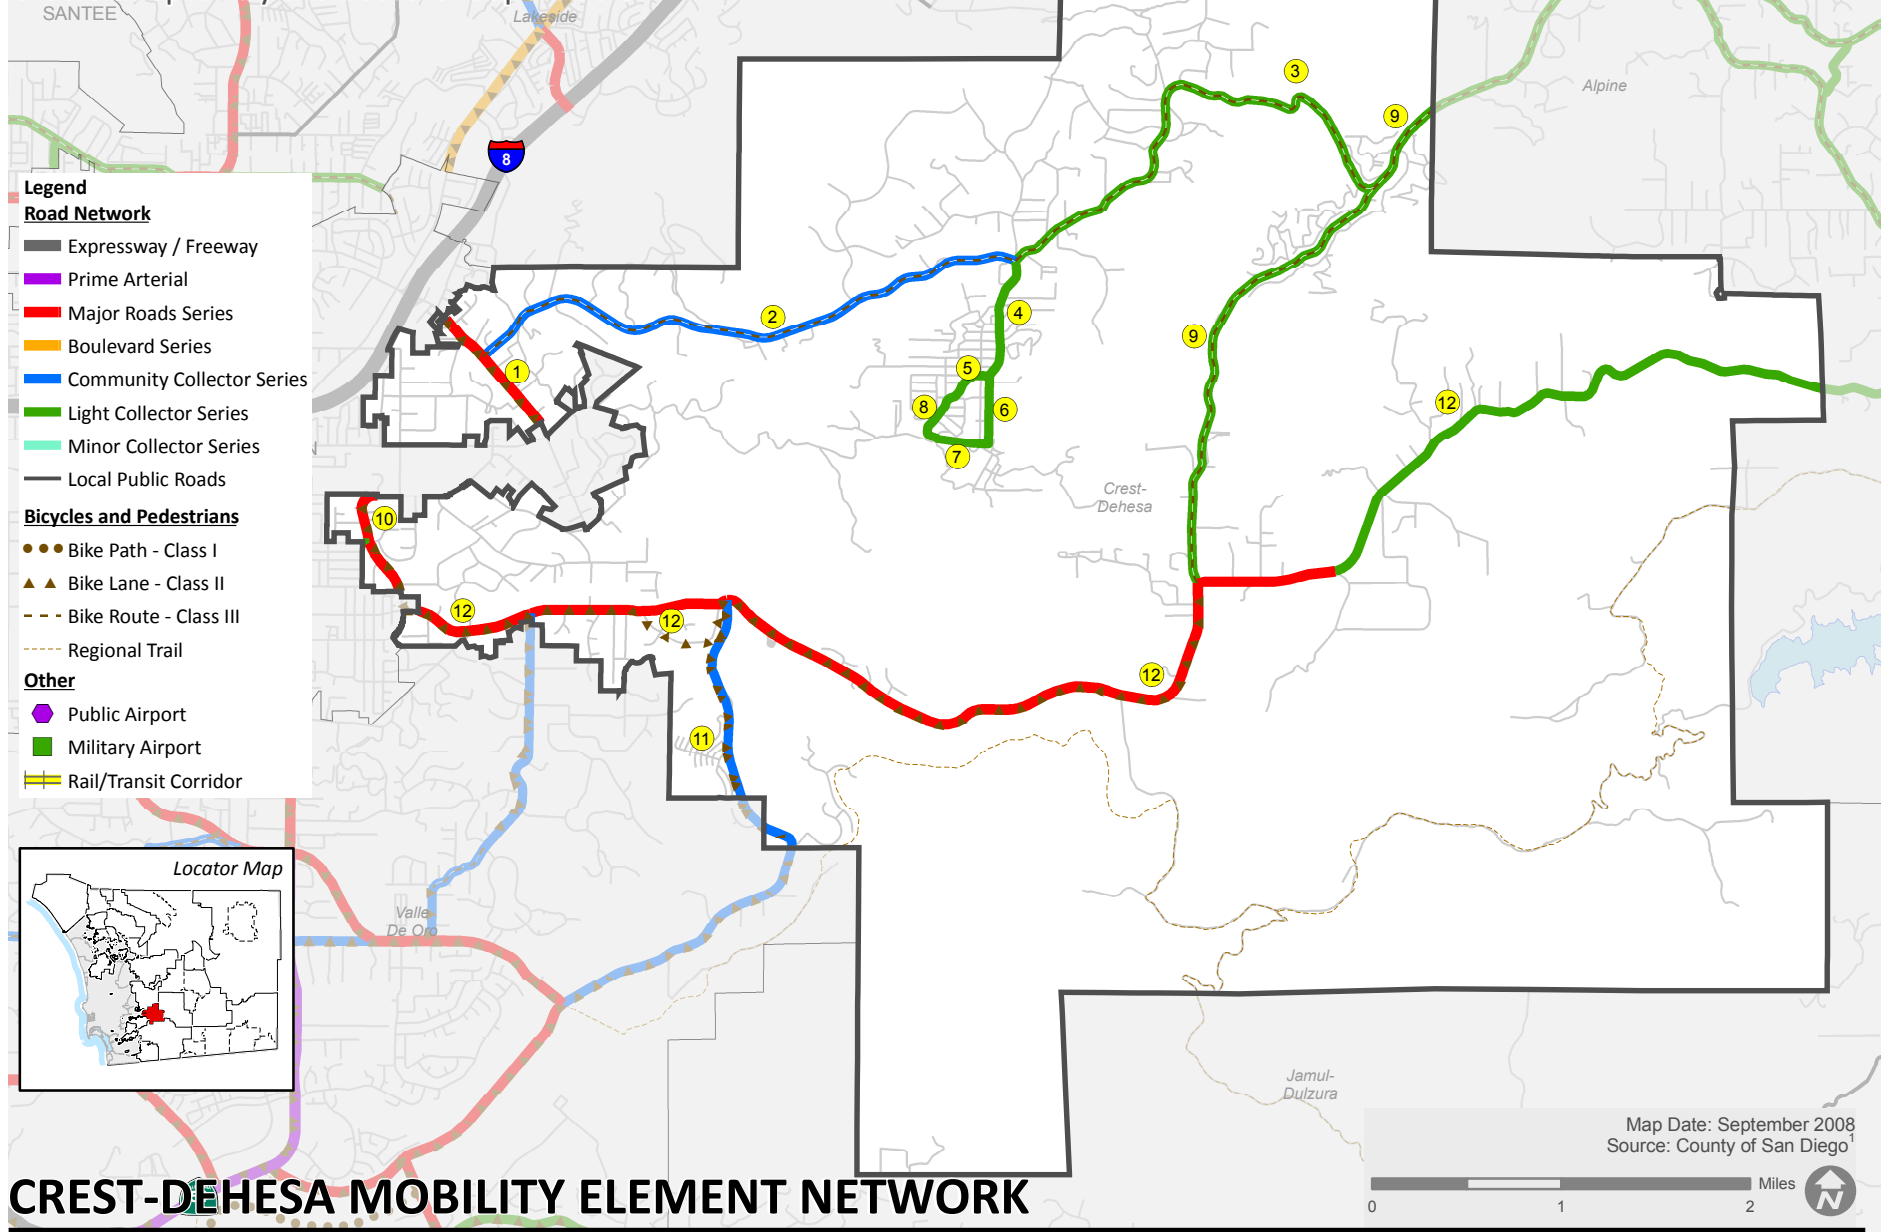 SANTEE
Lakeside
8
Alpine
3
9
Legend
Road Network
Expressway / Freeway
Prime Arterial
Major Roads Series
Boulevard Series
Community Collector Series
Light Collector Series
Minor Collector Series
Local Public Roads
Bicycles and Pedestrians
Bike Path - Class I
Bike Lane - Class II
Bike Route - Class III
Regional Trail
Other
Public Airport
Military Airport
Rail/Transit Corridor
2
4
9
1
5
8
6
12
7
N
Crest-
Dehesa
10
12
12
12
11
Locator Map
Valle
De Oro
Jamul-
Dulzura
Map Date: September 2008
Source: County of San Diego1
Miles
0 1 2
N
CREST-DEHESA MOBILITY ELEMENT NETWORK